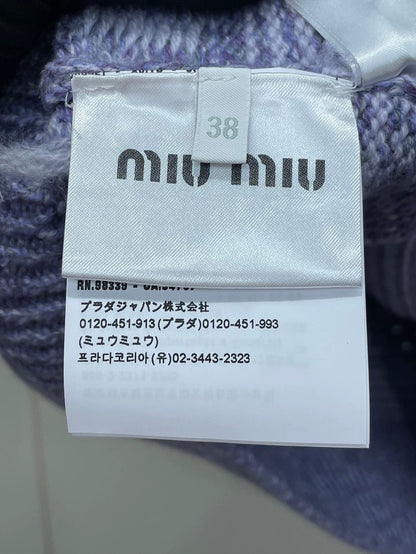 38
miu miu
プラダジャパン株式会社
0120-451-913(プラダ)0120-451-993
(ミュウミュウ)
프라다코리아(유)02-3443-2323